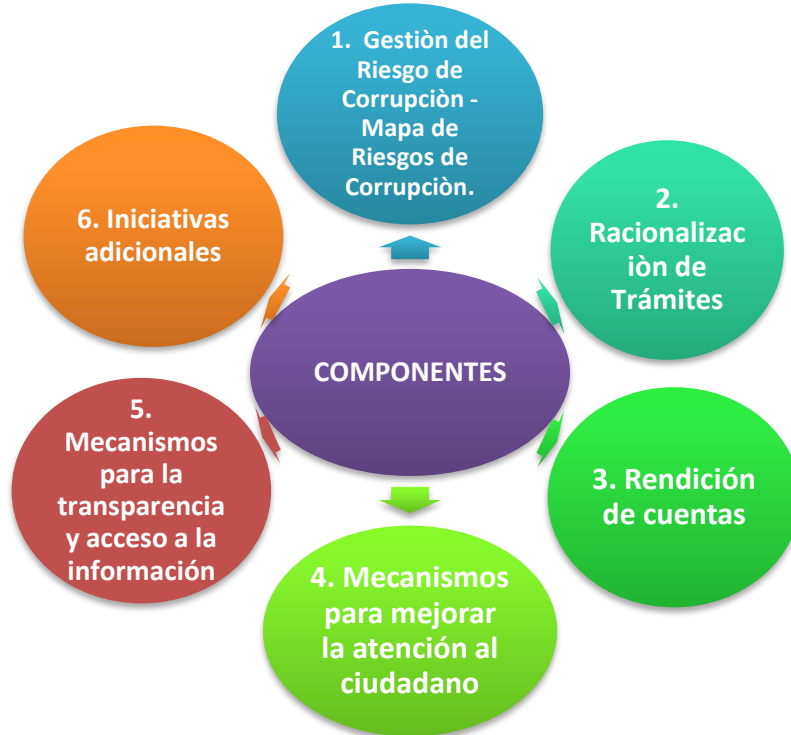 1. Gestiòn del
Riesgo de
Corrupciòn -
Mapa de
Riesgos de
Corrupciòn.
2.
Racionalizac
iòn de
Trámites
3. Rendición
de cuentas
4. Mecanismos
para mejorar
la atención al
ciudadano
5.
Mecanismos
para la
transparencia
y acceso a la
información
6. Iniciativas
adicionales
COMPONENTES